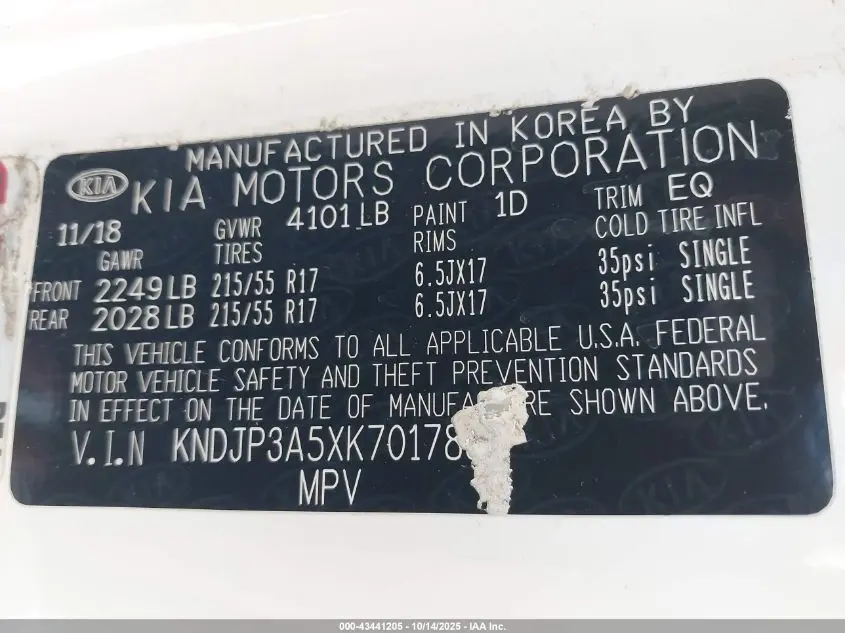 MANUFACTURED IN KOREA BY
KIA KIA MOTORS CORPORATION
11/18 GVWR 4101 LB PAINT 1D TRIM EQ
GAWR TIRES RIMS COLD TIRE INFL
FRONT 2249 LB 215/55 R17 6.5JX17 35psi SINGLE
REAR 2028 LB 215/55 R17 6.5JX17 35psi SINGLE
THIS VEHICLE CONFORMS TO ALL APPLICABLE U.S.A. FEDERAL
MOTOR VEHICLE SAFETY AND THEFT PREVENTION STANDARDS
IN EFFECT ON THE DATE OF MANUFA RE SHOWN ABOVE.
V.I.N KNDJP3A5XK70178
MPV
000-43441205 - 10/14/2025 - IAA Inc.